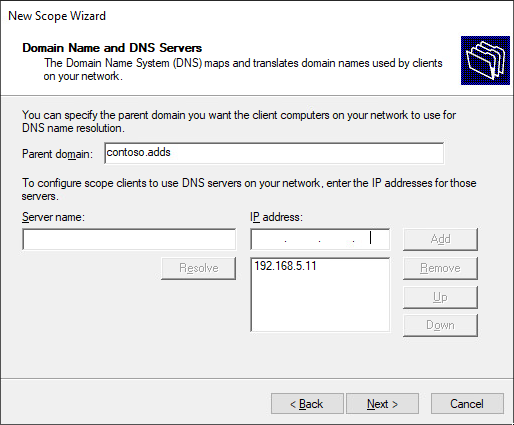 New Scope Wizard
Domain Name and DNS Servers
The Domain Name System (DNS) maps and translates domain names used by clients
on your network.
You can specify the parent domain you want the client computers on your network to use for
DNS name resolution.
Parent domain: contoso.adds
To configure scope clients to use DNS servers on your network, enter the IP addresses for those
servers.
Server name: IP address:
. . . Add
Resolve 192.168.5.11 Remove
Up
Down
< Back Next > Cancel